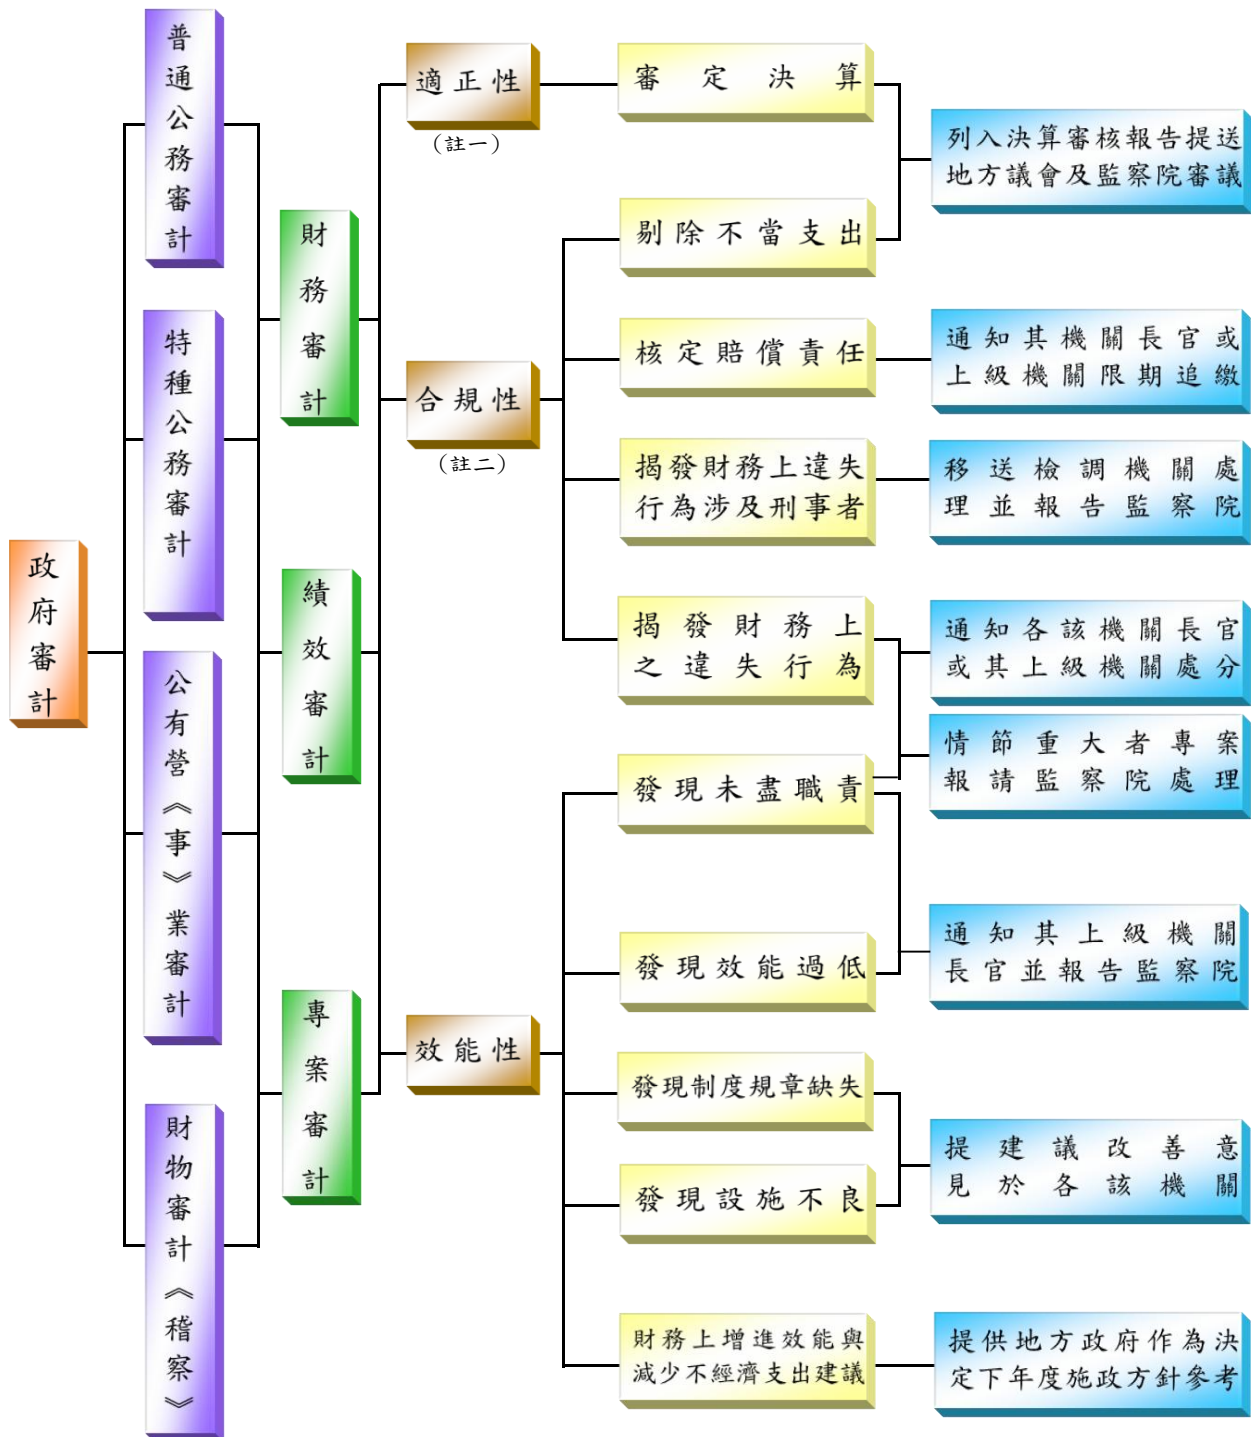 政府審計
普通公務審計
特種公務審計
公有營《事》業審計
財物審計《稽察》
財務審計
績效審計
專案審計
適正性
(註一)
合規性
(註二)
效能性
審定決算
剔除不當支出
核定賠償責任
揭發財務上違失
行為涉及刑事者
揭發財務上
之違失行為
發現未盡職責
發現效能過低
發現制度規章缺失
發現設施不良
財務上增進效能與
減少不經濟支出建議
列入決算審核報告提送
地方議會及監察院審議
通知其機關長官或
上級機關限期追繳
移送檢調機關處
理並報告監察院
通知各該機關長官
或其上級機關處分
情節重大者專案
報請監察院處理
通知其上級機關
長官並報告監察院
提建議改善意
見於各該機關
提供地方政府作為決
定下年度施政方針參考